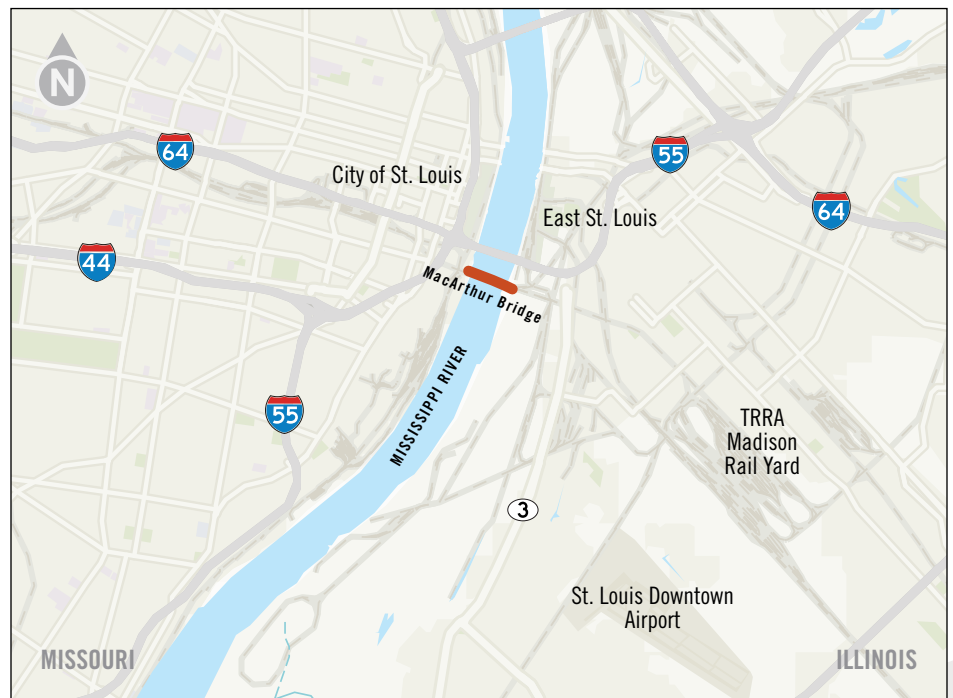 N
64
City of St. Louis
55
East St. Louis
64
44
MacArthur Bridge
MISSISSIPPI RIVER
55
TRRA
Madison
Rail Yard
3
St. Louis Downtown
Airport
MISSOURI
ILLINOIS